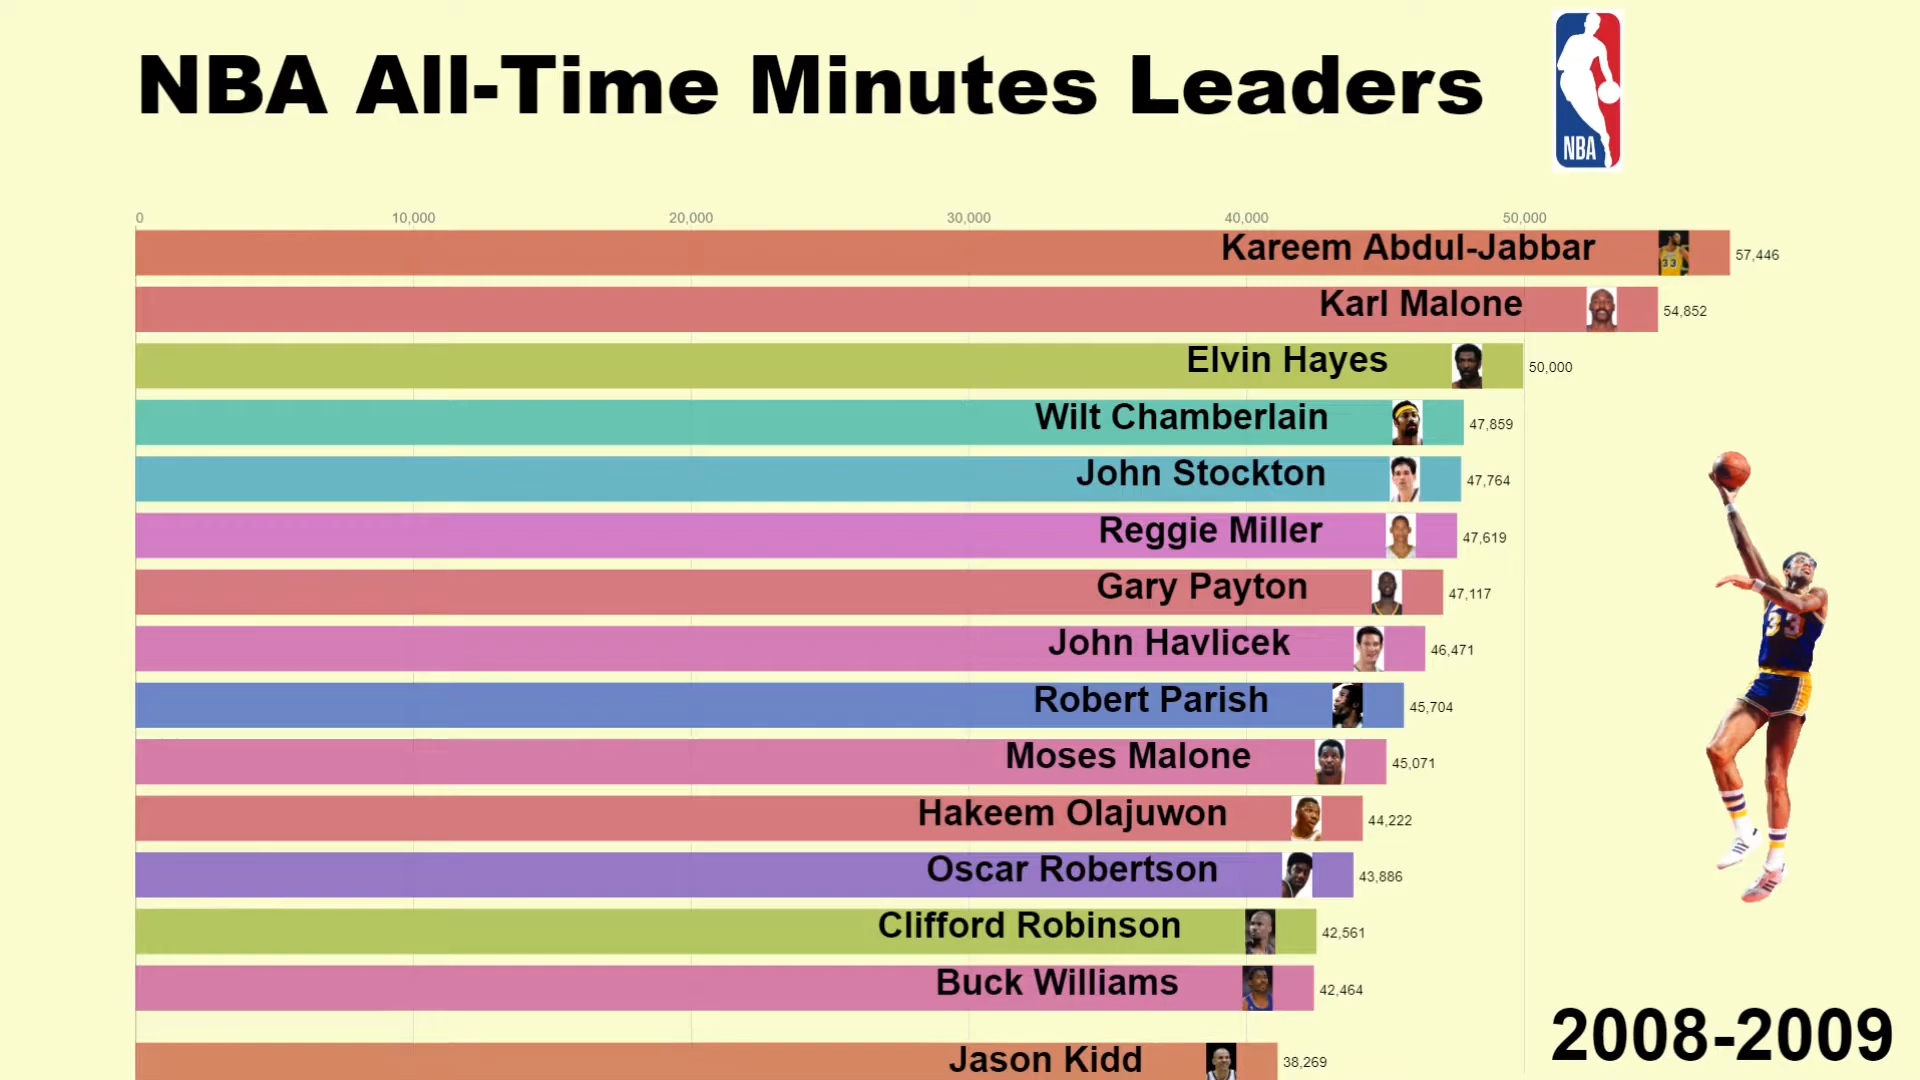 NBA All-Time Minutes Leaders
NBA
0 10,000 20,000 30,000 40,000 50,000
Kareem Abdul-Jabbar 33 57,446
Karl Malone 54,852
Elvin Hayes 50,000
Wilt Chamberlain 47,859
John Stockton 47,764
Reggie Miller 47,619
Gary Payton 47,117
John Havlicek 46,471
33
Robert Parish 45,704
Moses Malone 45,071
Hakeem Olajuwon 44,222
Oscar Robertson 43,886
Clifford Robinson 42,561
Buck Williams 42,464
Jason Kidd 38,269
2008-2009